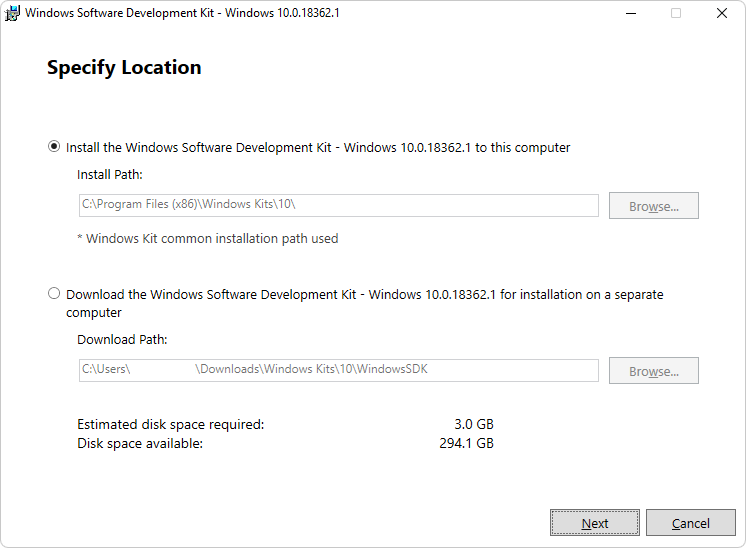 Windows Software Development Kit - Windows 10.0.18362.1
Specify Location
Install the Windows Software Development Kit - Windows 10.0.18362.1 to this computer
Install Path:
C:\Program Files (x86)\Windows Kits\10\
Browse...
* Windows Kit common installation path used
Download the Windows Software Development Kit - Windows 10.0.18362.1 for installation on a separate
computer
Download Path:
C:\Users\ \Downloads\Windows Kits\10\WindowsSDK
Browse...
Estimated disk space required: 3.0 GB
Disk space available: 294.1 GB
Next Cancel